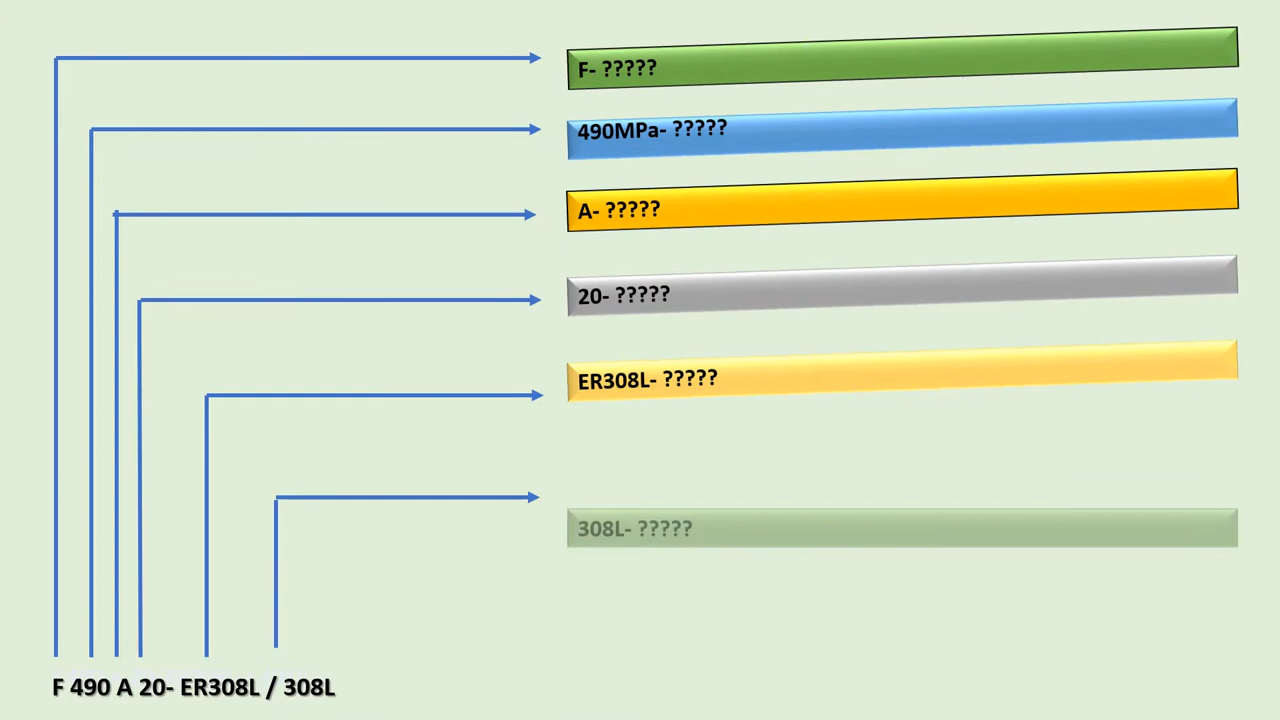 F- ?????
490MPa- ?????
A- ?????
20- ?????
ER308L- ?????
308L- ?????
F 490 A 20- ER308L / 308L